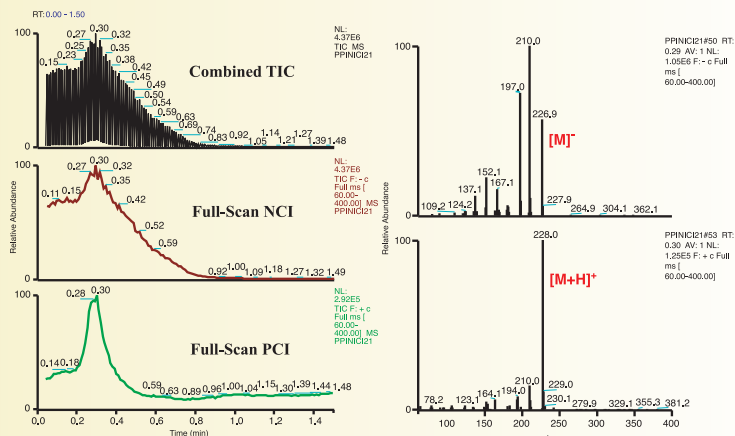 RT: 0.00 - 1.50
100
0
0.15
0.23
0.25
0.27
0.30
0.32
0.35
0.38
0.42
0.45
0.49
0.50
0.54
0.59
0.63
0.69
0.74
0.83
0.92
1.05
1.14
1.21
1.27
1.39
1.48
Combined TIC
NL:
4.37E6
TIC MS
PPINICI21
Relative Abundance
100
0
0.11
0.15
0.27
0.30
0.32
0.35
0.42
0.52
0.59
0.92
1.00
1.09
1.18
1.27
1.32
1.49
Full-Scan NCI
NL:
4.37E6
TIC F: - c
Full ms [
60.00-
400.00] MS
PPINICI21
100
0
0.14
0.18
0.28
0.30
0.59
0.63
0.89
0.96
1.00
1.04
1.15
1.30
1.39
1.44
1.48
Full-Scan PCI
NL:
2.92E5
TIC F: + c
Full ms [
60.00-
400.00] MS
PPINICI21
0.0 0.2 0.4 0.6 0.8 1.0 1.2 1.4
Time (min)
100
0
109.2
124.2
137.1
152.1
167.1
197.0
210.0
226.9
227.9
264.9
304.1
362.1
[M]-
PPINICI21#50 RT:
0.29 AV: 1 NL:
1.05E6 F: - c Full
ms [
60.00-400.00]
Relative Abundance
100
0
78.2
123.1
164.1
194.0
210.0
228.0
229.0
230.1
279.9
329.1
355.3
381.2
[M+H]+
PPINICI21#53 RT:
0.30 AV: 1 NL:
1.25E5 F: + c Full
ms [
60.00-400.00]
100 150 200 250 300 350 400